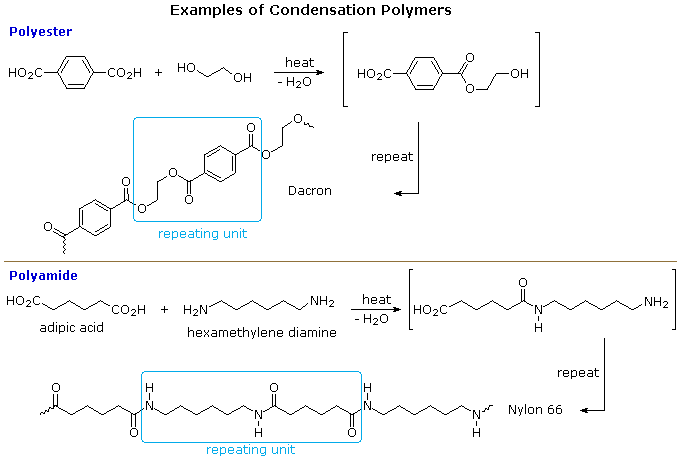 Examples of Condensation Polymers
Polyester
HO₂C CO₂H + HO OH heat - H₂O HO₂C O O OH
repeat
O O O O O O O O O
Dacron
repeating unit
Polyamide
HO₂C CO₂H + H₂N NH₂ heat - H₂O HO₂C O N H NH₂
adipic acid hexamethylene diamine
repeat
O O N H N H O O N H N H
Nylon 66
repeating unit